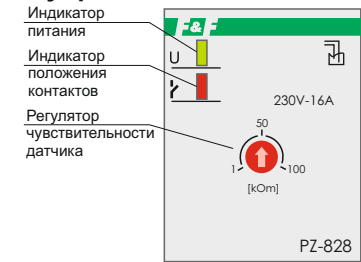 Индикатор
питания
Индикатор
положения
контактов
Регулятор
чувствительности
датчика
F&F
U
230V-16A
50
1
100
[kOm]
PZ-828